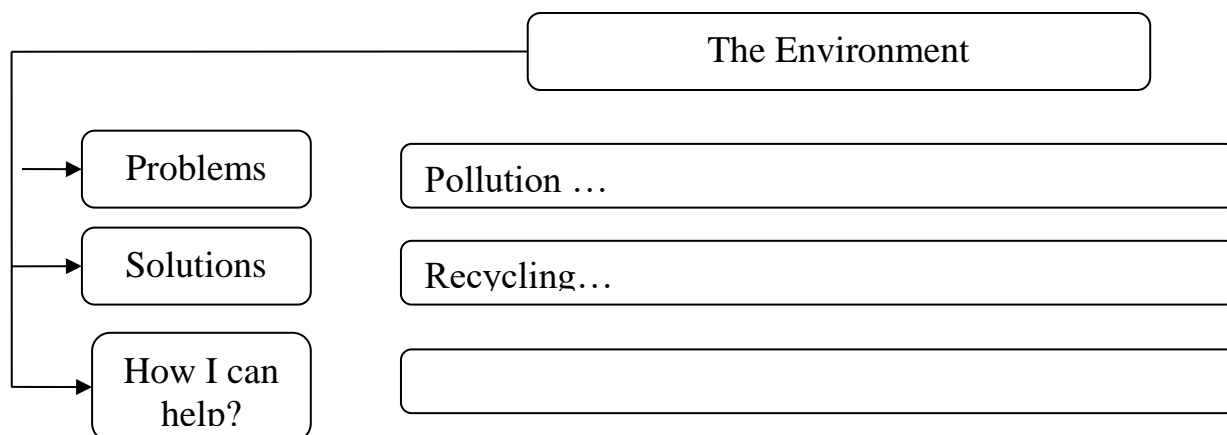 The Environment
Problems
Pollution …
Solutions
Recycling…
How I can
help?